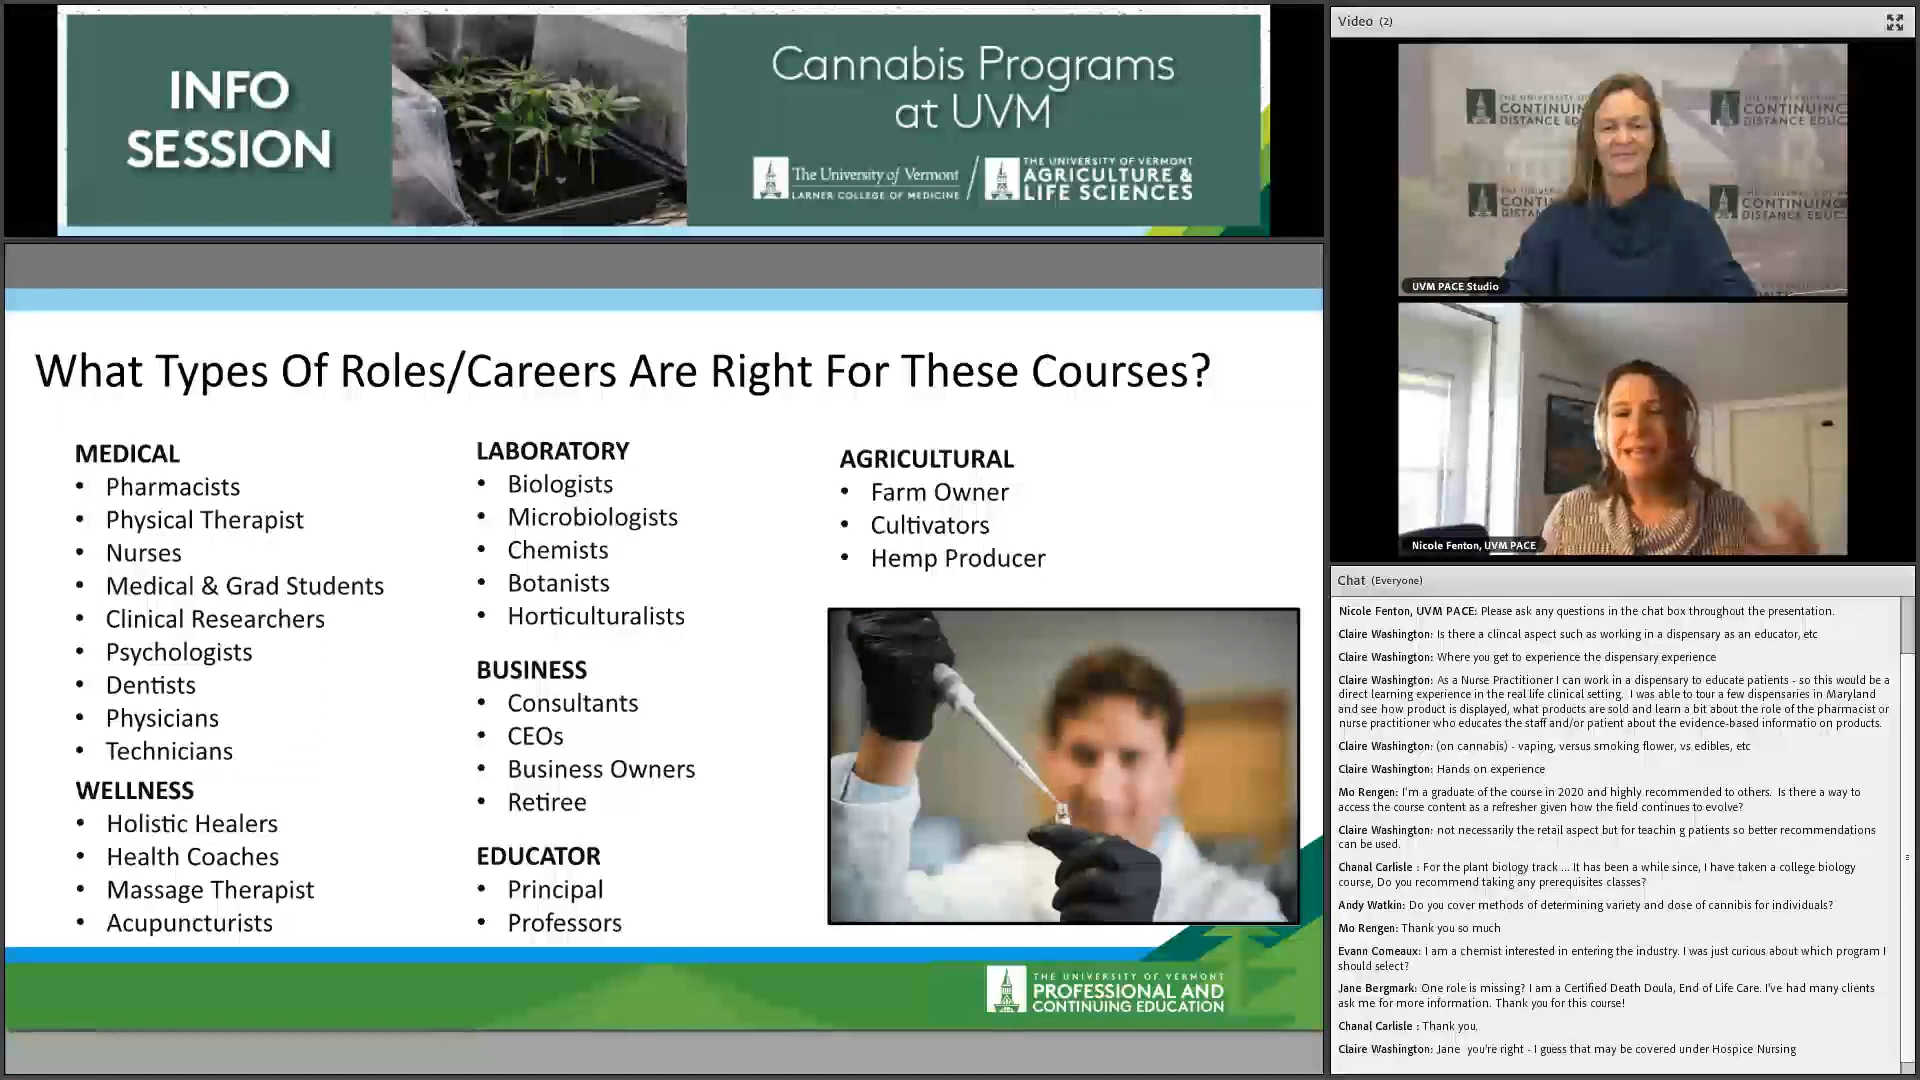 INFO
SESSION
Cannabis Programs
at UVM
The University of Vermont
LARNER COLLEGE OF MEDICINE
THE UNIVERSITY OF VERMONT
AGRICULTURE &
LIFE SCIENCES
What Types Of Roles/Careers Are Right For These Courses?
MEDICAL
• Pharmacists
• Physical Therapist
• Nurses
• Medical & Grad Students
• Clinical Researchers
• Psychologists
• Dentists
• Physicians
• Technicians
WELLNESS
• Holistic Healers
• Health Coaches
• Massage Therapist
• Acupuncturists
LABORATORY
• Biologists
• Microbiologists
• Chemists
• Botanists
• Horticulturalists
BUSINESS
• Consultants
• CEOs
• Business Owners
• Retiree
EDUCATOR
• Principal
• Professors
AGRICULTURAL
• Farm Owner
• Cultivators
• Hemp Producer
THE UNIVERSITY OF VERMONT
PROFESSIONAL AND
CONTINUING EDUCATION
Video (2)
THE UNIVERSITY OF
CONTINUIN
DISTANCE ED
CONTINUING
DISTANCE EDUC
CONTI
DISTAN
CONTINUING
DISTANCE EDUC
UVM PACE Studio
Nicole Fenton, UVM PACE
Chat (Everyone)
Nicole Fenton, UVM PACE: Please ask any questions in the chat box throughout the presentation.
Claire Washington: Is there a clincal aspect such as working in a dispensary as an educator, etc
Claire Washington: Where you get to experience the dispensary experience
Claire Washington: As a Nurse Practitioner I can work in a dispensary to educate patients - so this would be a
direct learning experience in the real life clinical setting. I was able to tour a few dispensaries in Maryland
and see how product is displayed, what products are sold and learn a bit about the role of the pharmacist or
nurse practitioner who educates the staff and/or patient about the evidence-based informatio on products.
Claire Washington: (on cannabis) - vaping, versus smoking flower, vs edibles, etc
Claire Washington: Hands on experience
Mo Rengen: I'm a graduate of the course in 2020 and highly recommended to others. Is there a way to
access the course content as a refresher given how the field continues to evolve?
Claire Washington: not necessarily the retail aspect but for teachin g patients so better recommendations
can be used.
Chanal Carlisle : For the plant biology track ... It has been a while since, I have taken a college biology
course, Do you recommend taking any prerequisites classes?
Andy Watkin: Do you cover methods of determining variety and dose of cannibis for individuals?
Mo Rengen: Thank you so much
Evann Comeaux: I am a chemist interested in entering the industry. I was just curious about which program I
should select?
Jane Bergmark: One role is missing? I am a Certified Death Doula, End of Life Care. I've had many clients
ask me for more information. Thank you for this course!
Chanal Carlisle : Thank you.
Claire Washington: Jane you're right - I guess that may be covered under Hospice Nursing